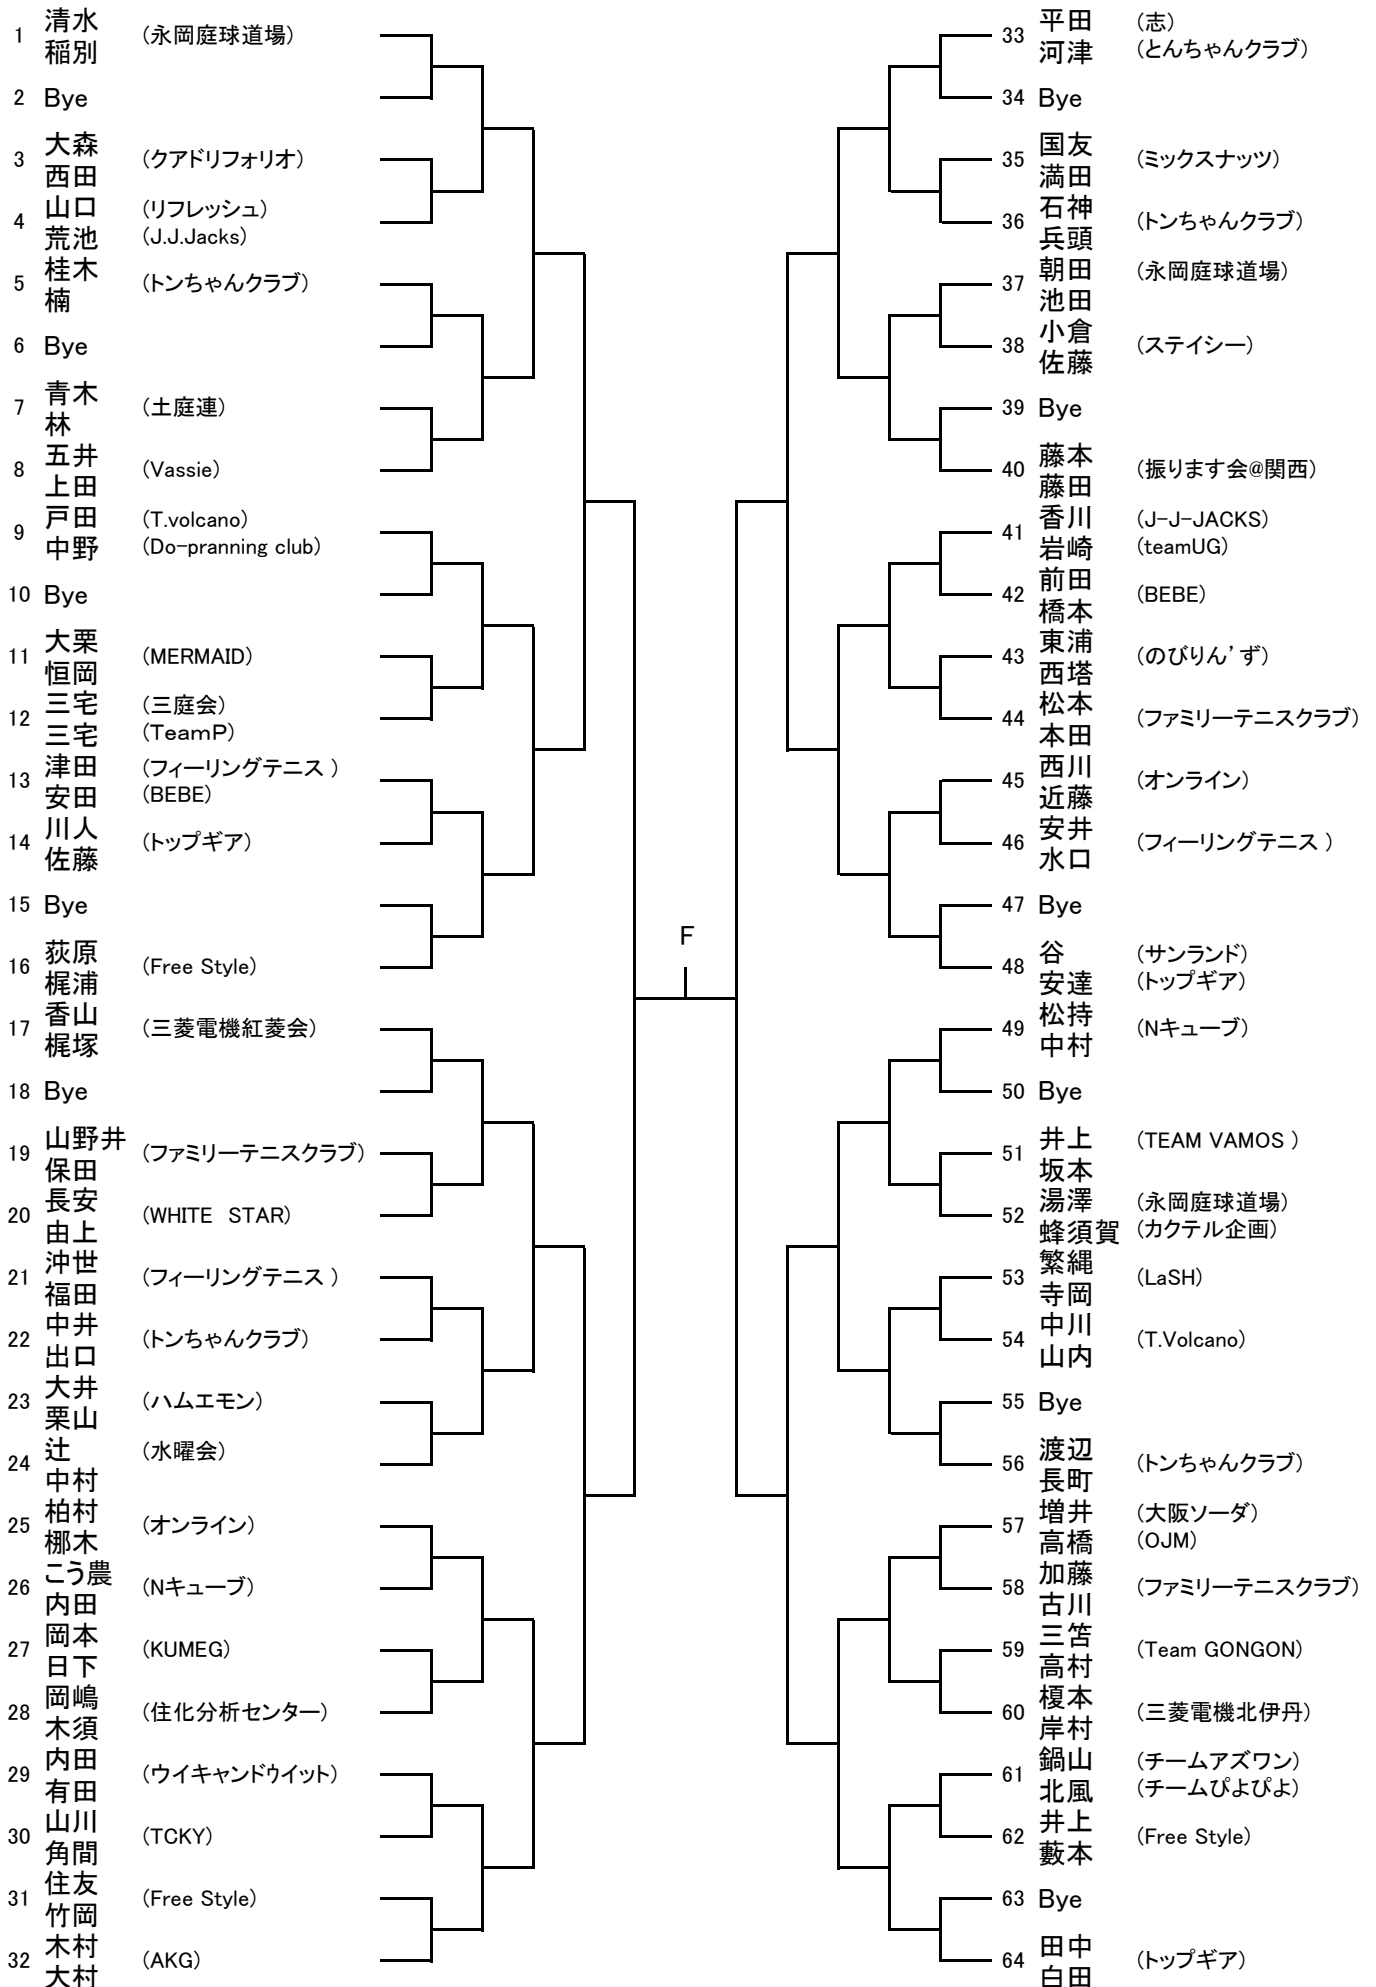 1 清水 (永岡庭球道場)
稲別
2 Bye
3 大森 (クアドリフォリオ)
西田
4 山口 (リフレッシュ)
荒池 (J.J.Jacks)
5 桂木 (トンちゃんクラブ)
楠
6 Bye
7 青木 (土庭連)
林
8 五井 (Vassie)
上田
9 戸田 (T.volcano)
中野 (Do-pranning club)
10 Bye
11 大栗 (MERMAID)
恒岡
12 三宅 (三庭会)
三宅 (TeamP)
13 津田 (フィーリングテニス )
安田 (BEBE)
14 川人 (トップギア)
佐藤
15 Bye
16 荻原 (Free Style)
梶浦
17 香山 (三菱電機紅菱会)
梶塚
18 Bye
19 山野井 (ファミリーテニスクラブ)
保田
20 長安 (WHITE STAR)
由上
21 沖世 (フィーリングテニス )
福田
22 中井 (トンちゃんクラブ)
出口
23 大井 (ハムエモン)
栗山
24 辻 (水曜会)
中村
25 柏村 (オンライン)
梛木
26 こう農 (Nキューブ)
内田
27 岡本 (KUMEG)
日下
28 岡嶋 (住化分析センター)
木須
29 内田 (ウイキャンドゥイット)
有田
30 山川 (TCKY)
角間
31 住友 (Free Style)
竹岡
32 木村 (AKG)
大村
F
33 平田 (志)
河津 (とんちゃんクラブ)
34 Bye
35 国友 (ミックスナッツ)
満田
36 石神 (トンちゃんクラブ)
兵頭
37 朝田 (永岡庭球道場)
池田
38 小倉 (ステイシー)
佐藤
39 Bye
40 藤本 (振ります会@関西)
藤田
41 香川 (J-J-JACKS)
岩崎 (teamUG)
42 前田 (BEBE)
橋本
43 東浦 (のびりん’ず)
西塔
44 松本 (ファミリーテニスクラブ)
本田
45 西川 (オンライン)
近藤
46 安井 (フィーリングテニス )
水口
47 Bye
48 谷 (サンランド)
安達 (トップギア)
49 松持 (Nキューブ)
中村
50 Bye
51 井上 (TEAM VAMOS )
坂本
52 湯澤 (永岡庭球道場)
蜂須賀 (カクテル企画)
53 繁縄 (LaSH)
寺岡
54 中川 (T.Volcano)
山内
55 Bye
56 渡辺 (トンちゃんクラブ)
長町
57 増井 (大阪ソーダ)
高橋 (OJM)
58 加藤 (ファミリーテニスクラブ)
古川
59 三笘 (Team GONGON)
高村
60 榎本 (三菱電機北伊丹)
岸村
61 鍋山 (チームアズワン)
北風 (チームぴよぴよ)
62 井上 (Free Style)
藪本
63 Bye
64 田中 (トップギア)
白田